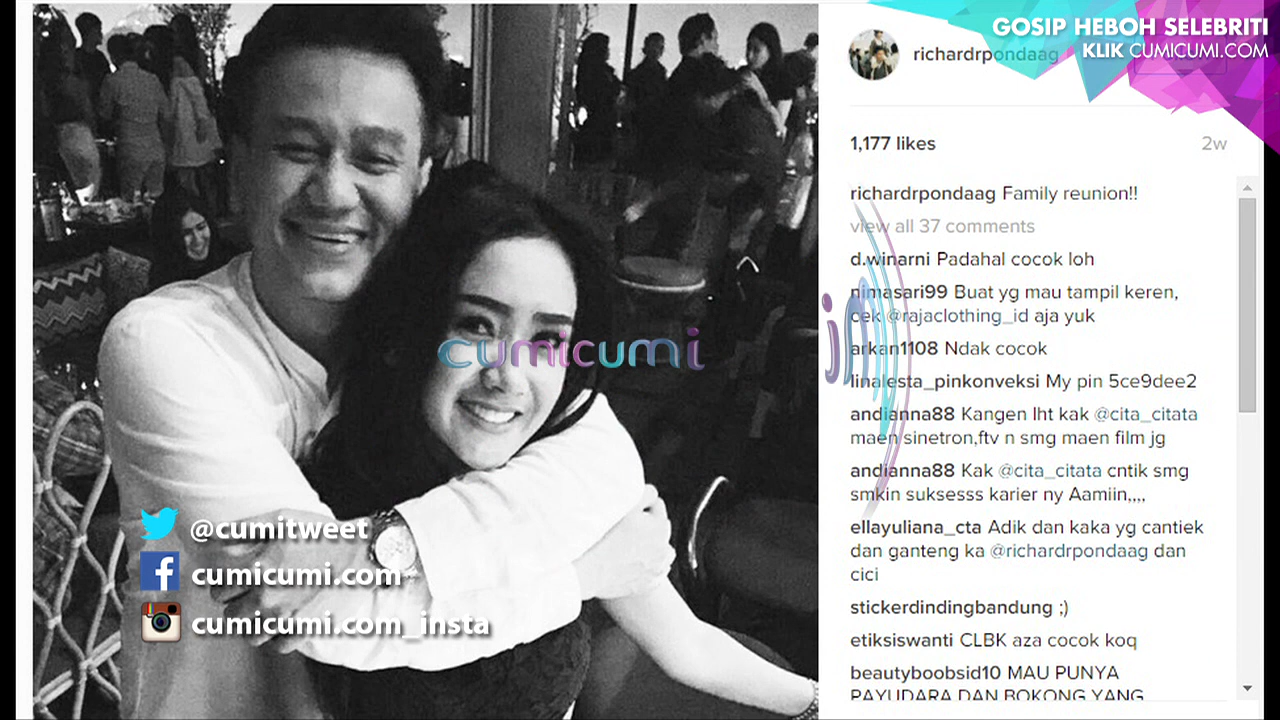 GOSIP HEBOH SELEBRITI
KLIK CUMICUMI.COM
richardrpondaag
1,177 likes 2w
richardrpondaag Family reunion!!
view all 37 comments
d.winarni Padahal cocok loh
nimasari99 Buat yg mau tampil keren,
cek @rajaclothing_id aja yuk
arkan1108 Ndak cocok
linalesta_pinkonveksi My pin 5ce9dee2
andianna88 Kangen lht kak @cita_citata
maen sinetron,ftv n smg maen film jg
andianna88 Kak @cita_citata cntik smg
smkin suksesss karier ny Aamiin,,,,
ellayuliana_cta Adik dan kaka yg cantiek
dan ganteng ka @richardrpondaag dan
cici
stickerdindingbandung ;)
etiksiswanti CLBK aza cocok koq
beautyboobsid10 MAU PUNYA
PAYUDARA DAN BOKONG YANG
cumicumi
@cumitweet
cumicumi.com
cumicumi.com_insta